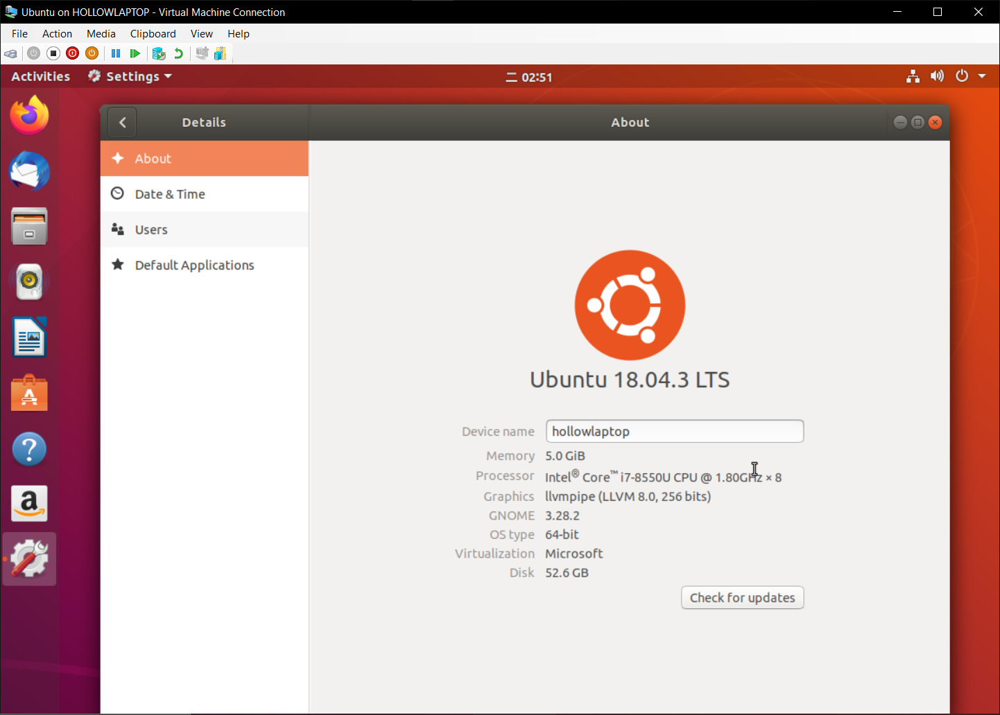 Ubuntu on HOLLOWLAPTOP - Virtual Machine Connection
File Action Media Clipboard View Help
Activities Settings 二 02:51
Details About
About
Date & Time
Users
Default Applications
Ubuntu 18.04.3 LTS
Device name hollowlaptop
Memory 5.0 GiB
Processor Intel® Core™ i7-8550U CPU @ 1.80GHz × 8
Graphics llvmpipe (LLVM 8.0, 256 bits)
GNOME 3.28.2
OS type 64-bit
Virtualization Microsoft
Disk 52.6 GB
Check for updates